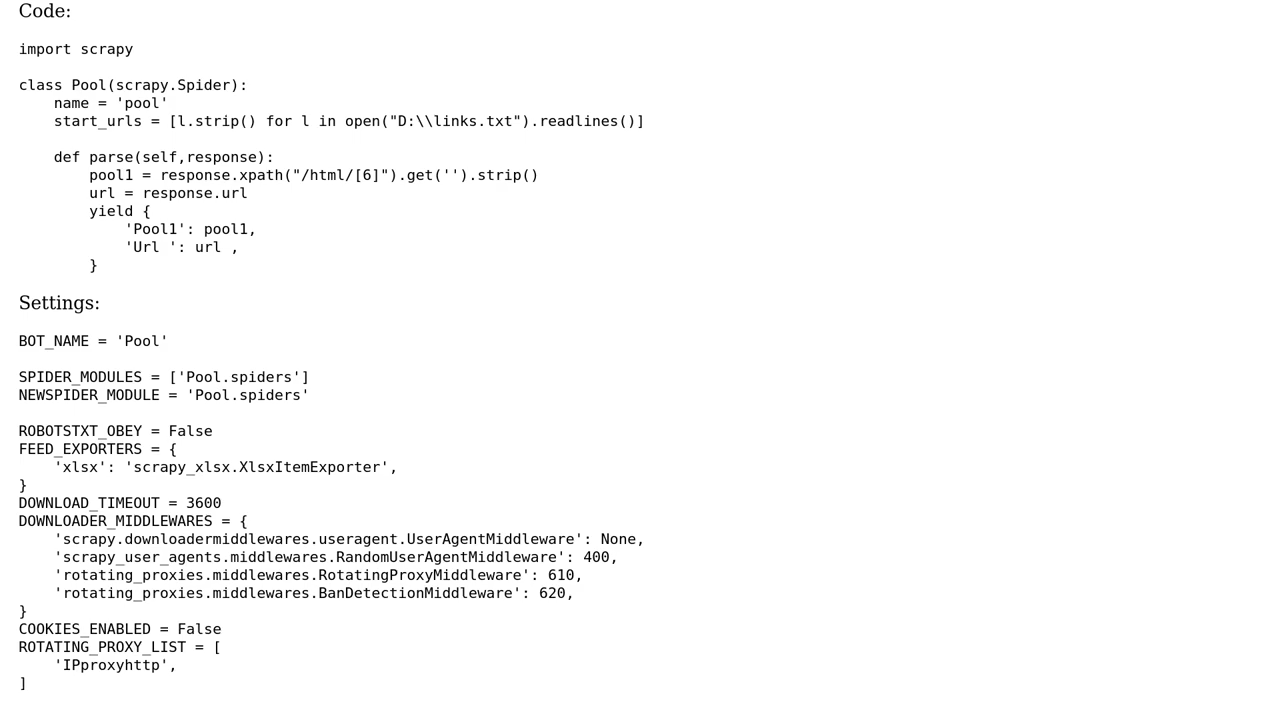 Code:
import scrapy
class Pool(scrapy.Spider):
    name = 'pool'
    start_urls = [l.strip() for l in open("D:\\links.txt").readlines()]
    def parse(self,response):
        pool1 = response.xpath("/html/[6]").get('').strip()
        url = response.url
        yield {
            'Pool1': pool1,
            'Url ': url ,
        }
Settings:
BOT_NAME = 'Pool'
SPIDER_MODULES = ['Pool.spiders']
NEWSPIDER_MODULE = 'Pool.spiders'
ROBOTSTXT_OBEY = False
FEED_EXPORTERS = {
    'xlsx': 'scrapy_xlsx.XlsxItemExporter',
}
DOWNLOAD_TIMEOUT = 3600
DOWNLOADER_MIDDLEWARES = {
    'scrapy.downloadermiddlewares.useragent.UserAgentMiddleware': None,
    'scrapy_user_agents.middlewares.RandomUserAgentMiddleware': 400,
    'rotating_proxies.middlewares.RotatingProxyMiddleware': 610,
    'rotating_proxies.middlewares.BanDetectionMiddleware': 620,
}
COOKIES_ENABLED = False
ROTATING_PROXY_LIST = [
    'IPproxyhttp',
]